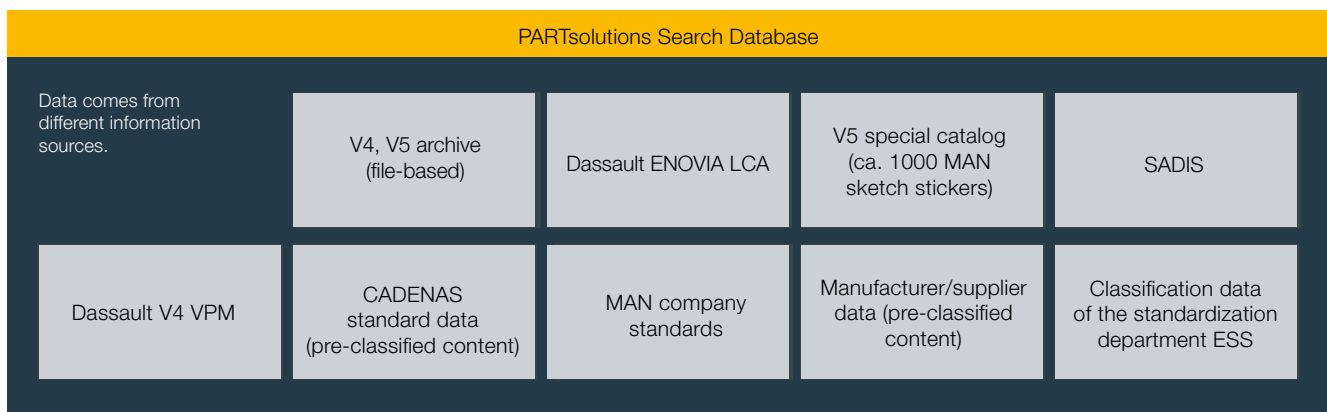 PARTsolutions Search Database
Data comes from
different information
sources.
V4, V5 archive
(file-based)
Dassault ENOVIA LCA
V5 special catalog
(ca. 1000 MAN
sketch stickers)
SADIS
Dassault V4 VPM
CADENAS
standard data
(pre-classified content)
MAN company
standards
Manufacturer/supplier
data (pre-classified
content)
Classification data
of the standardization
department ESS